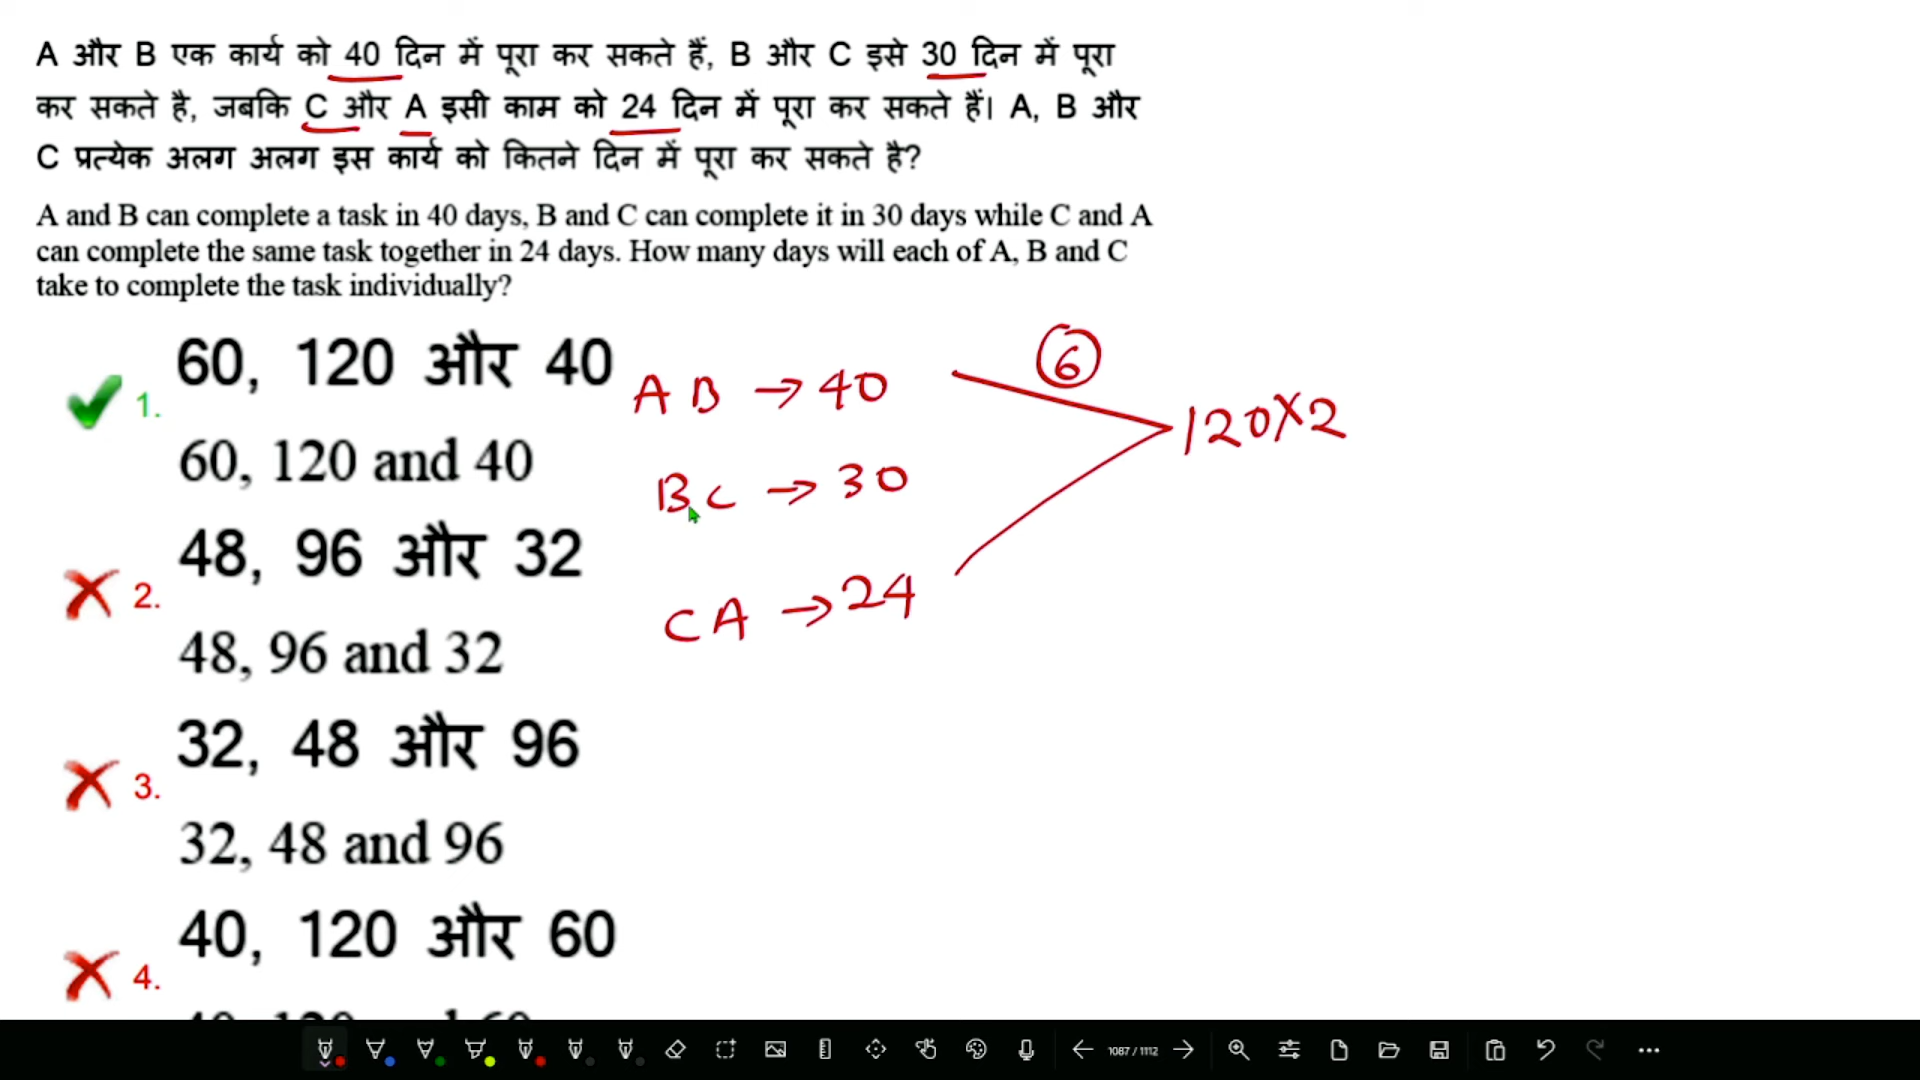 A और B एक कार्य को 40 दिन में पूरा कर सकते हैं, B और C इसे 30 दिन में पूरा
कर सकते है, जबकि C और A इसी काम को 24 दिन में पूरा कर सकते हैं। A, B और
C प्रत्येक अलग अलग इस कार्य को कितने दिन में पूरा कर सकते है?
A and B can complete a task in 40 days, B and C can complete it in 30 days while C and A
can complete the same task together in 24 days. How many days will each of A, B and C
take to complete the task individually?
1. 60, 120 और 40
60, 120 and 40
2. 48, 96 और 32
48, 96 and 32
3. 32, 48 और 96
32, 48 and 96
4. 40, 120 और 60
40, 120 and 60
A B → 40
B C → 30
C A → 24
6
120X2
1087 / 1112